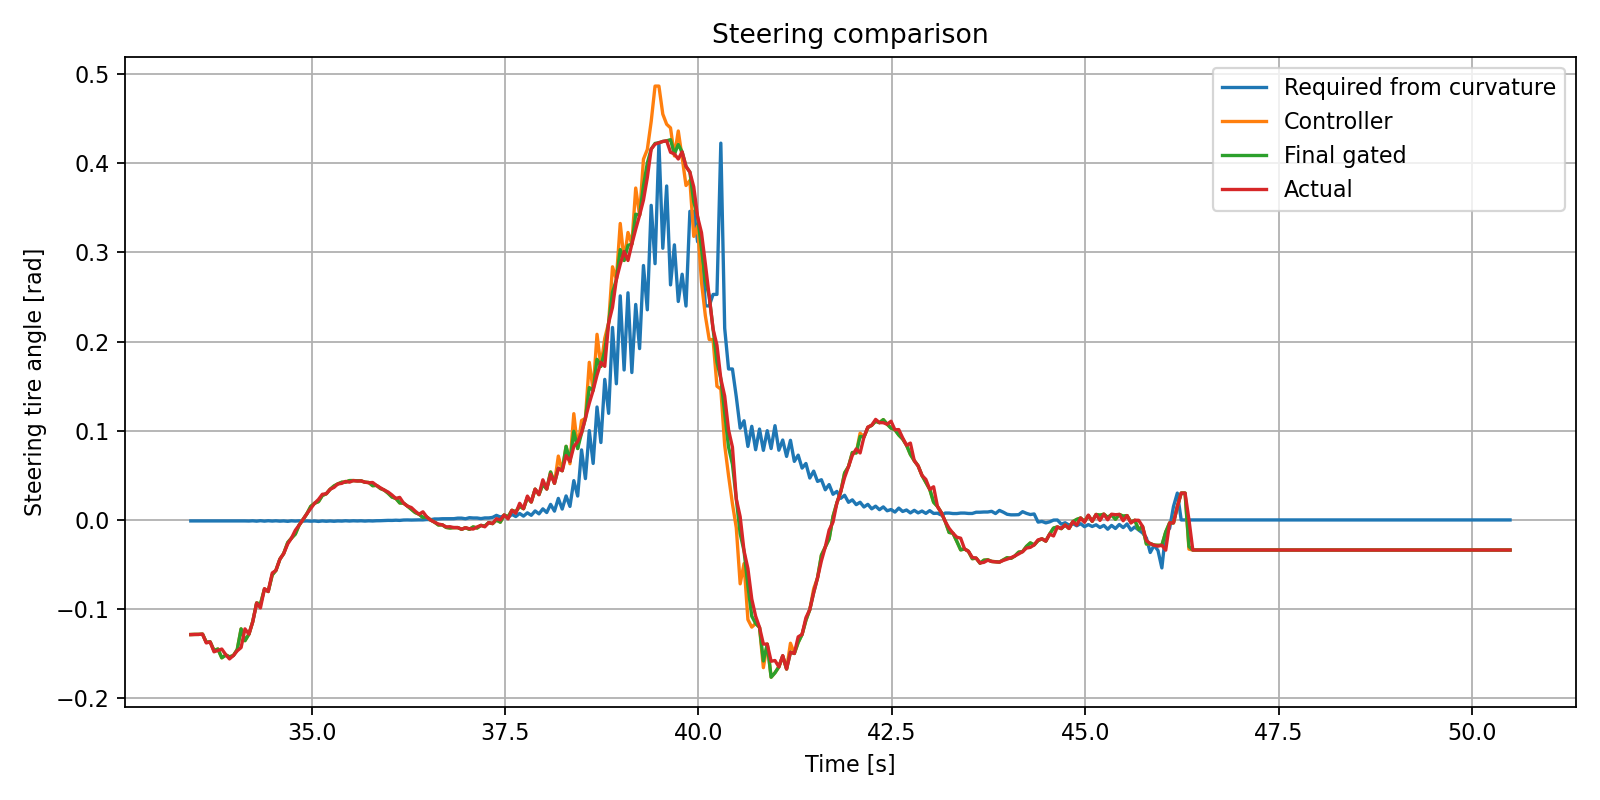 Steering comparison
Required from curvature
Controller
Final gated
Actual
Steering tire angle [rad]
0.5
0.4
0.3
0.2
0.1
0.0
−0.1
−0.2
35.0 37.5 40.0 42.5 45.0 47.5 50.0
Time [s]